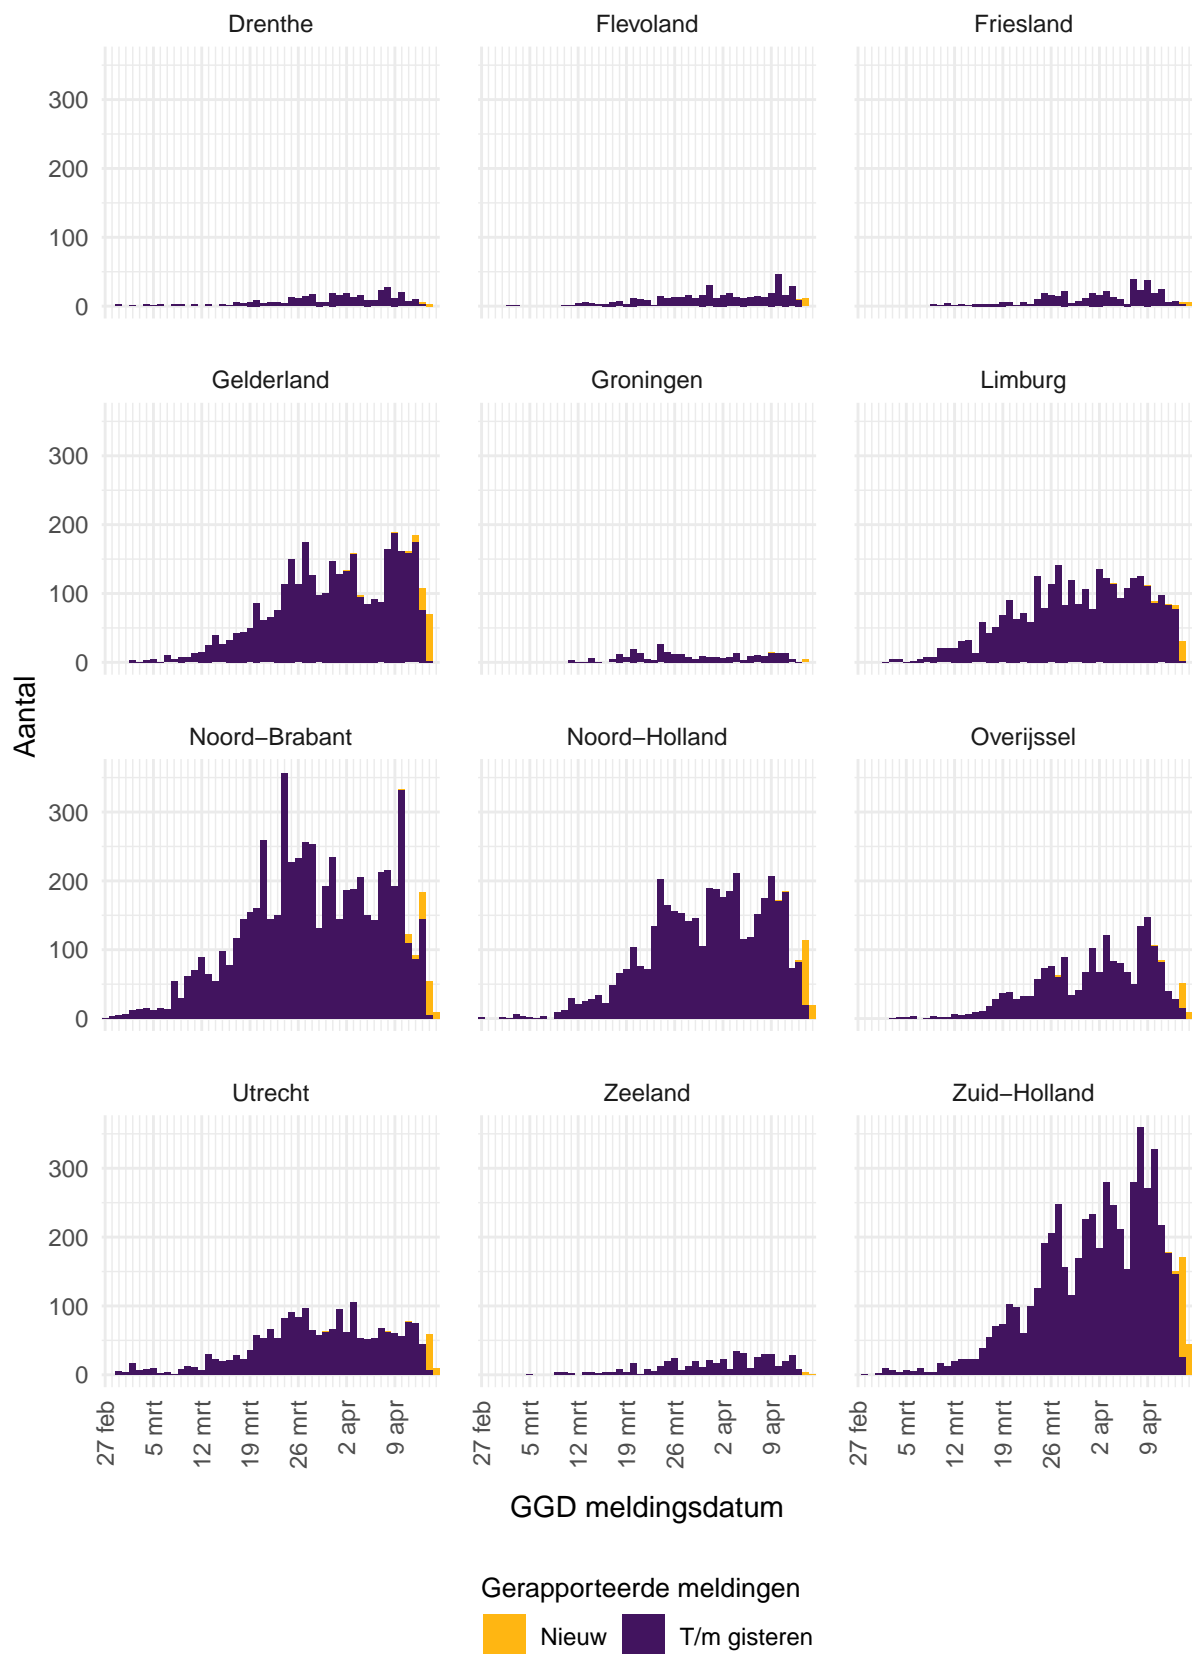 Drenthe Flevoland Friesland
300
200
100
0
Gelderland Groningen Limburg
300
200
100
0
Aantal
Noord−Brabant Noord−Holland Overijssel
300
200
100
0
Utrecht Zeeland Zuid−Holland
300
200
100
0
27 feb 5 mrt 12 mrt 19 mrt 26 mrt 2 apr 9 apr 27 feb 5 mrt 12 mrt 19 mrt 26 mrt 2 apr 9 apr 27 feb 5 mrt 12 mrt 19 mrt 26 mrt 2 apr 9 apr
GGD meldingsdatum
Gerapporteerde meldingen
Nieuw T/m gisteren